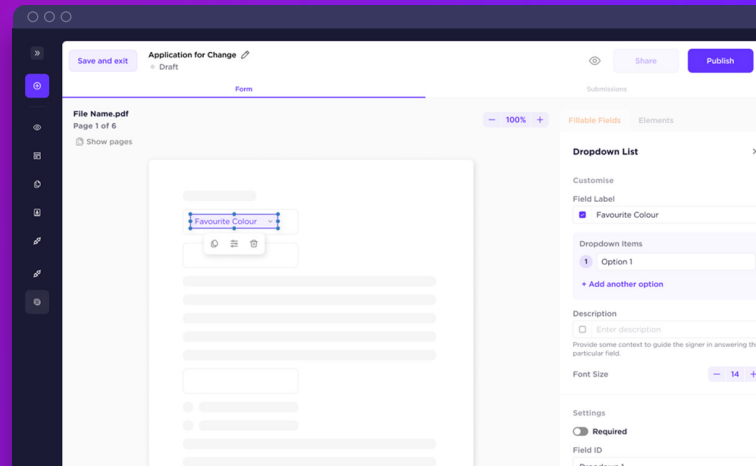 Save and exit
Application for Change
Draft
Share
Publish
Form
Submissions
File Name.pdf
Page 1 of 6
Show pages
100%
Fillable Fields
Elements
Favourite Colour
Dropdown List
Customise
Field Label
Favourite Colour
Dropdown Items
1 Option 1
+ Add another option
Description
Enter description
Provide some context to guide the signer in answering
particular field.
Font Size
14
Settings
Required
Field ID
Dropdown 1